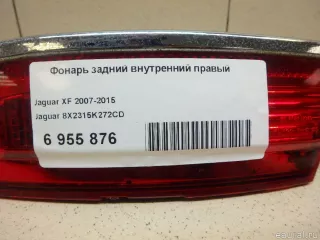 Фонарь задний внутренний правый
Jaguar XF 2007-2015
Jaguar 8X2315K272CD
6 955 876